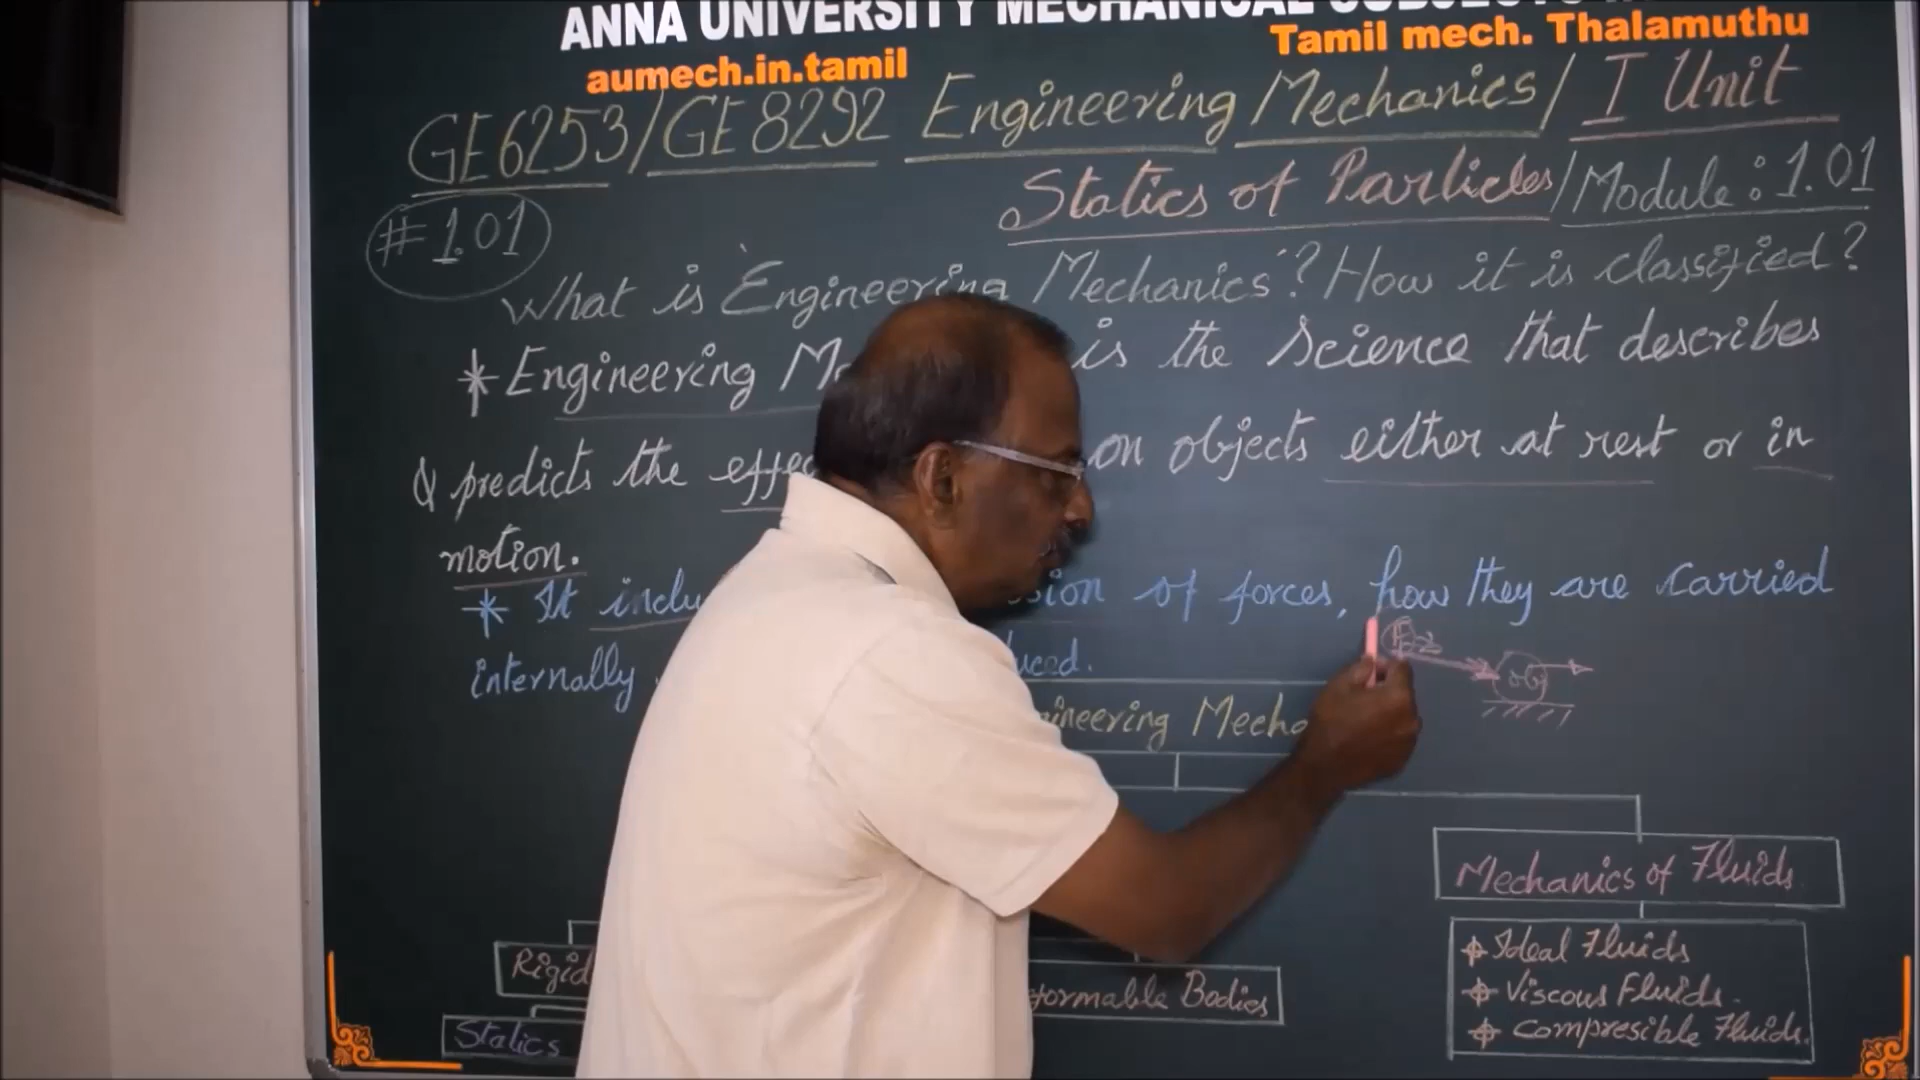 ANNA UNIVERSITY MECHANICAL
aumech.in.tamil
Tamil mech. Thalamuthu
GE6253/GE8292 Engineering Mechanics/I Unit
Statics of Particles/Module:1.01
#1.01
What is 'Engineering Mechanics'? How it is classified?
* Engineering is the Science that describes
& predicts the on objects either at rest or in
motion.
* It of forces, how they are carried
internally
Mechanics of Fluids
Rigid Bodies
Ideal Fluids
Viscous Fluids.
Statics
Compresible Fluids.